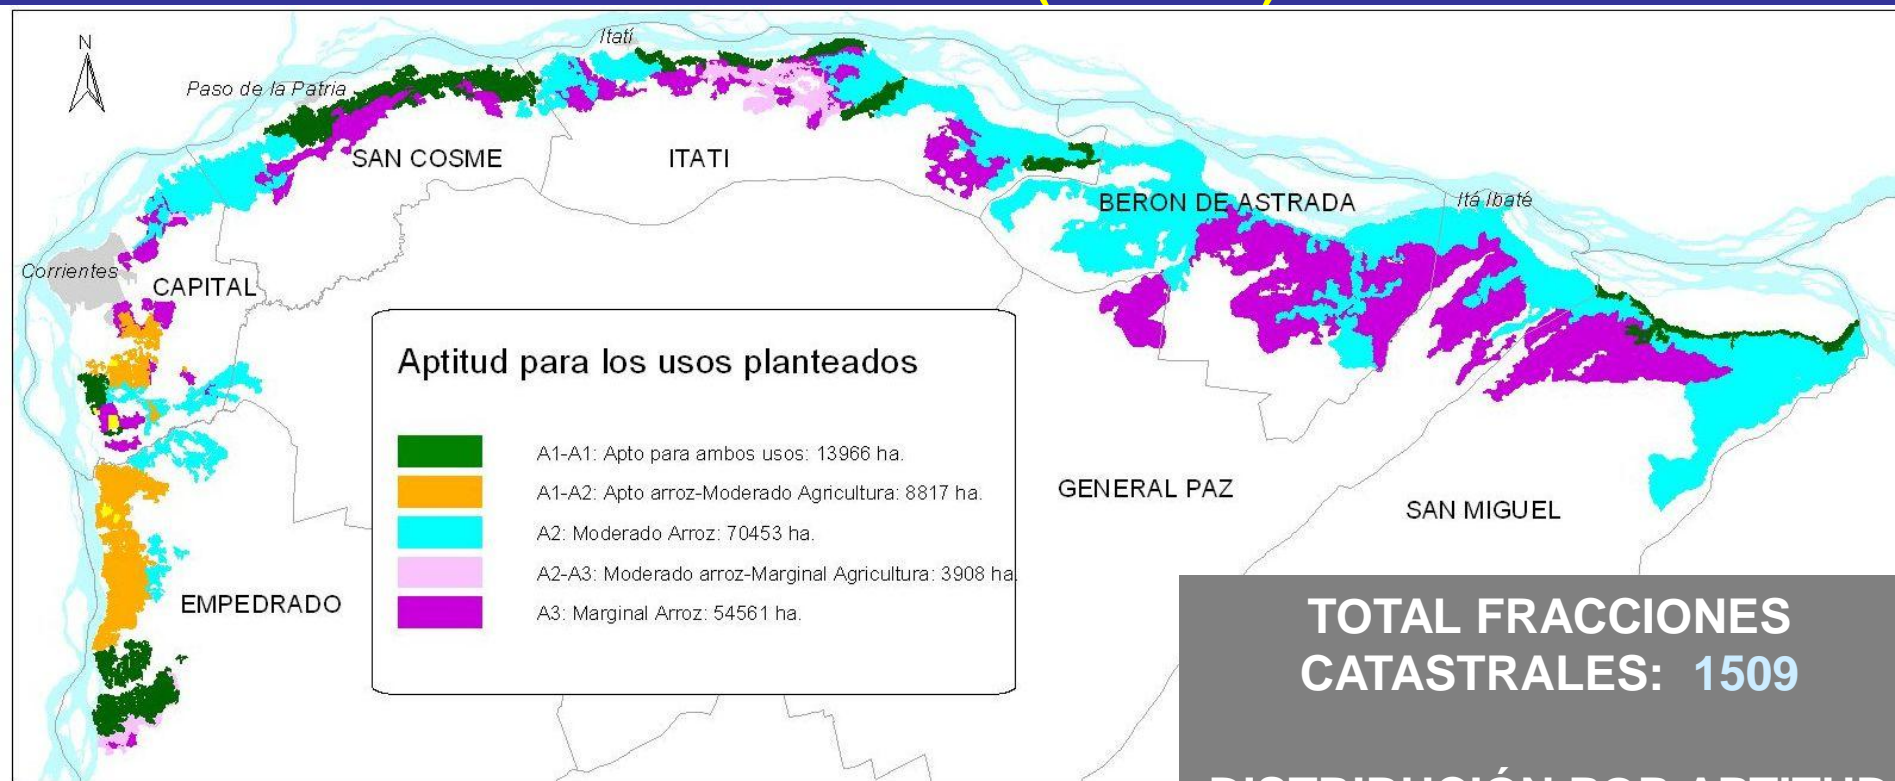 N
Itatí
Paso de la Patria
SAN COSME
ITATI
BERON DE ASTRADA
Itá Ibaté
Corrientes
CAPITAL
Aptitud para los usos planteados
A1-A1: Apto para ambos usos: 13966 ha.
A1-A2: Apto arroz-Moderado Agricultura: 8817 ha.
A2: Moderado Arroz: 70453 ha.
A2-A3: Moderado arroz-Marginal Agricultura: 3908 ha.
A3: Marginal Arroz: 54561 ha.
GENERAL PAZ
SAN MIGUEL
EMPEDRADO
TOTAL FRACCIONES
CATASTRALES: 1509
DISTRIBUCIÓN POR APTITUD